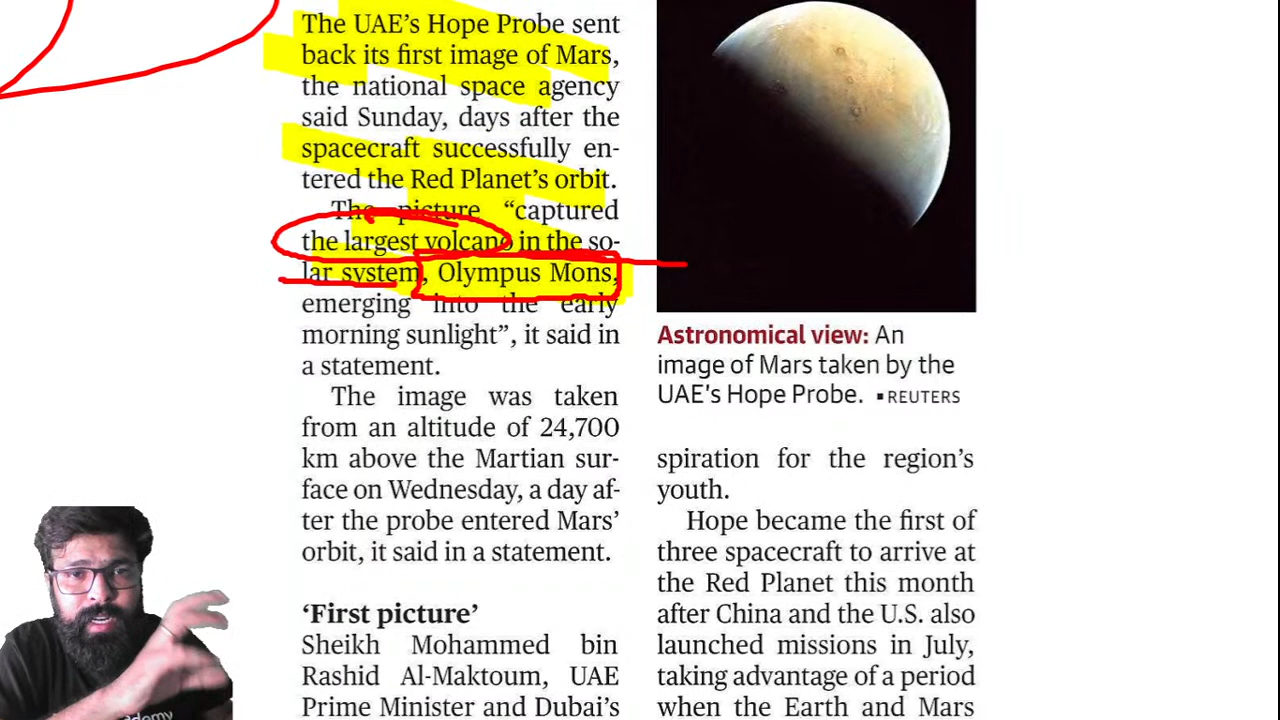 The UAE's Hope Probe sent
back its first image of Mars,
the national space agency
said Sunday, days after the
spacecraft successfully en-
tered the Red Planet's orbit.
The picture “captured
the largest volcano in the so-
lar system, Olympus Mons,
emerging into the early
morning sunlight”, it said in
a statement.
The image was taken
from an altitude of 24,700
km above the Martian sur-
face on Wednesday, a day af-
ter the probe entered Mars’
orbit, it said in a statement.
‘First picture’
Sheikh Mohammed bin
Rashid Al-Maktoum, UAE
Prime Minister and Dubai's
Astronomical view: An
image of Mars taken by the
UAE's Hope Probe. ▪REUTERS
spiration for the region's
youth.
Hope became the first of
three spacecraft to arrive at
the Red Planet this month
after China and the U.S. also
launched missions in July,
taking advantage of a period
when the Earth and Mars